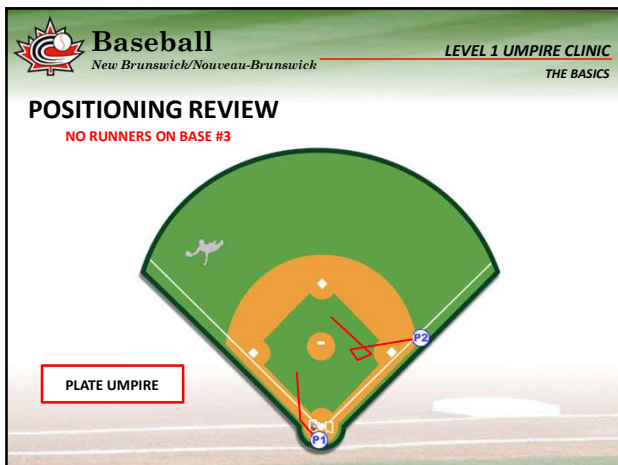 Baseball
New Brunswick/Nouveau-Brunswick
LEVEL 1 UMPIRE CLINIC
THE BASICS
POSITIONING REVIEW
NO RUNNERS ON BASE #3
P2
PLATE UMPIRE
P1